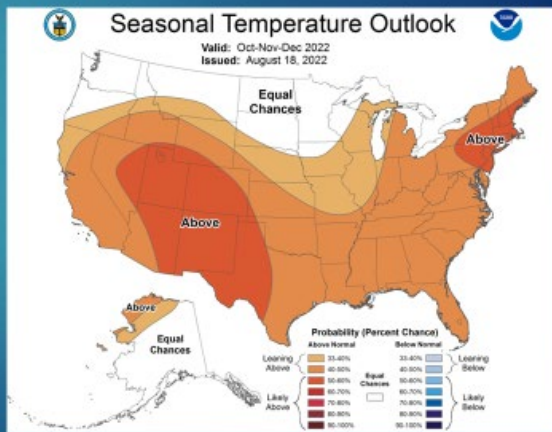 Seasonal Temperature Outlook
Valid: Oct-Nov-Dec 2022
Issued: August 18, 2022
Equal
Chances
Above
Above
Above
Equal
Chances
Probability (Percent Chance)
Above Normal
Below Normal
Leaning
Above
33-40%
40-50%
Likely
Above
50-60%
60-70%
70-80%
80-90%
90-100%
Equal
Chances
33-40%
40-50%
Leaning
Below
50-60%
60-70%
70-80%
80-90%
90-100%
Likely
Below